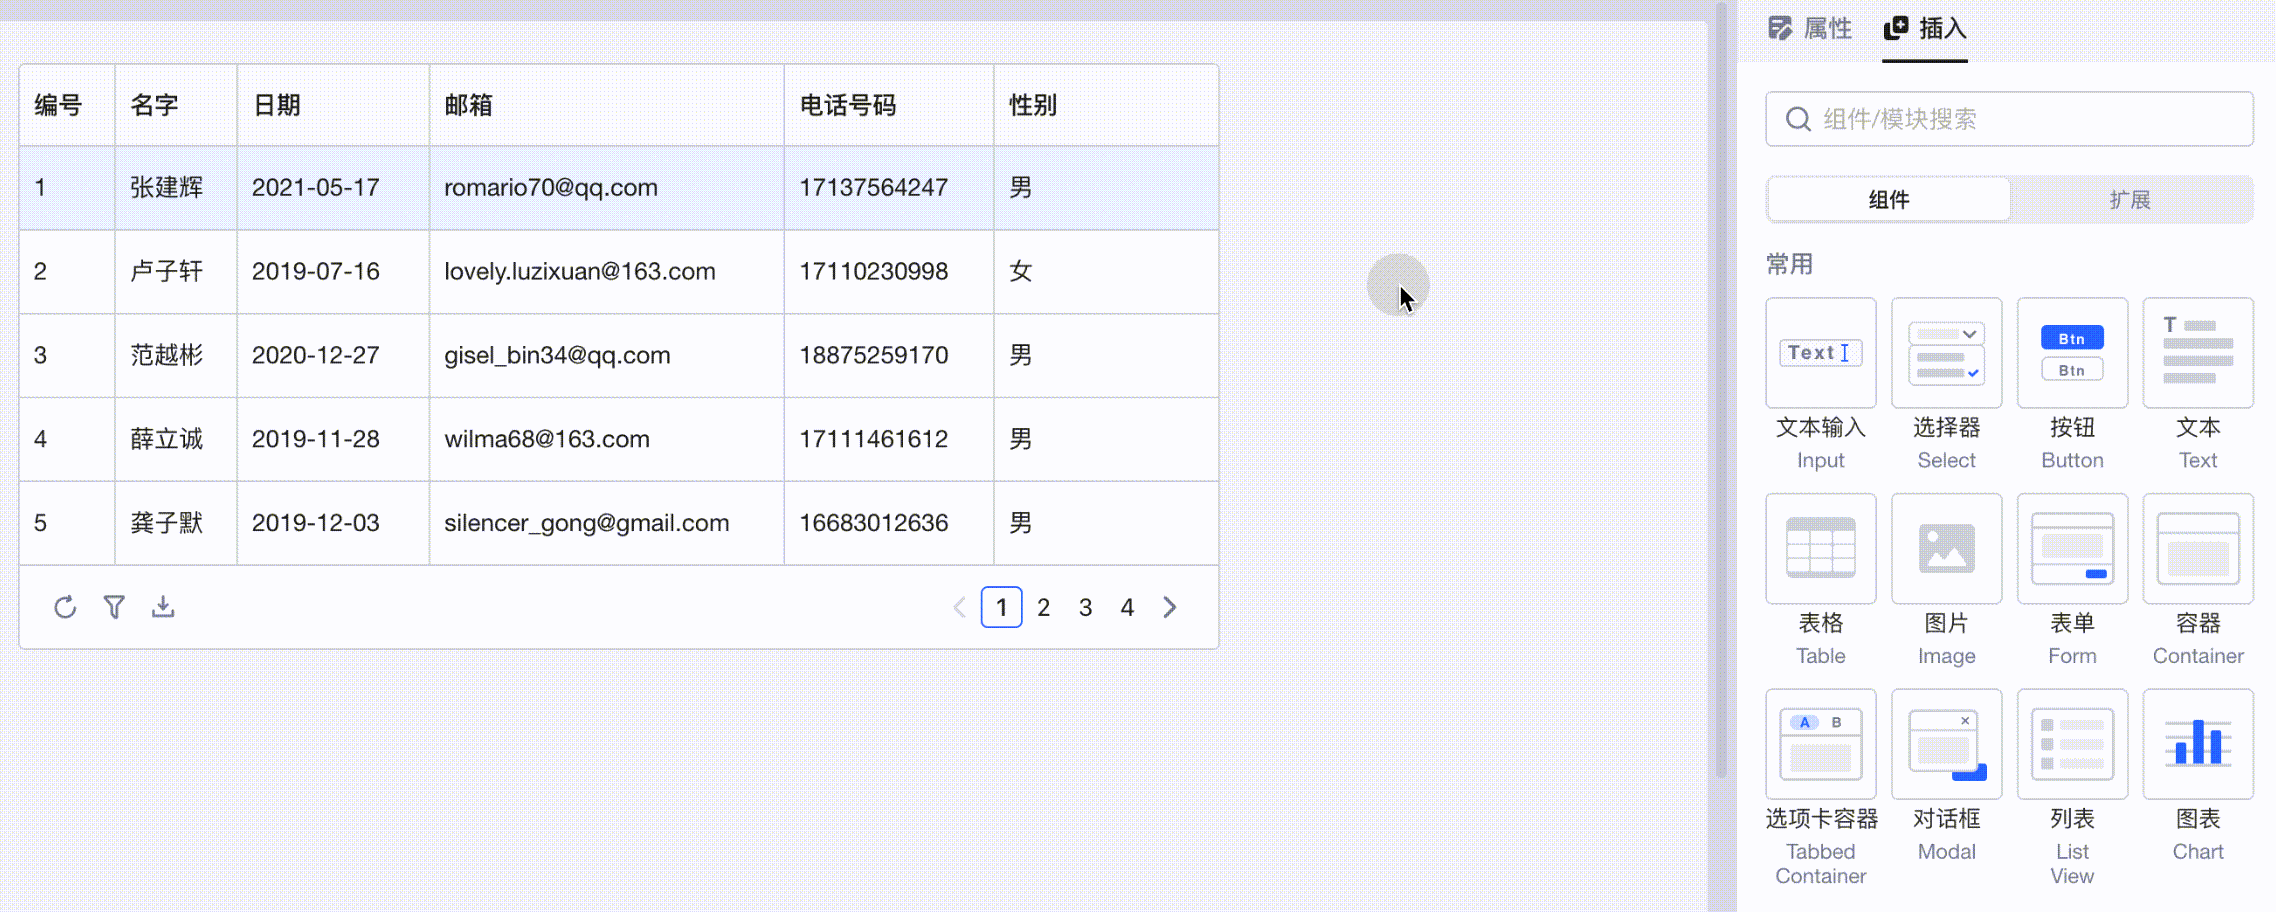 编号 名字 日期 邮箱 电话号码 性别
1 张建辉 2021-05-17 romario70@qq.com 17137564247 男
2 卢子轩 2019-07-16 lovely.luzixuan@163.com 17110230998 女
3 范越彬 2020-12-27 gisel_bin34@qq.com 18875259170 男
4 薛立诚 2019-11-28 wilma68@163.com 17111461612 男
5 龚子默 2019-12-03 silencer_gong@gmail.com 16683012636 男
1 2 3 4
属性 插入
组件/模块搜索
组件 扩展
常用
Text Btn T
Btn
文本输入 选择器 按钮 文本
Input Select Button Text
表格 图片 表单 容器
Table Image Form Container
A B
选项卡容器 对话框 列表 图表
Tabbed Modal List Chart
Container View